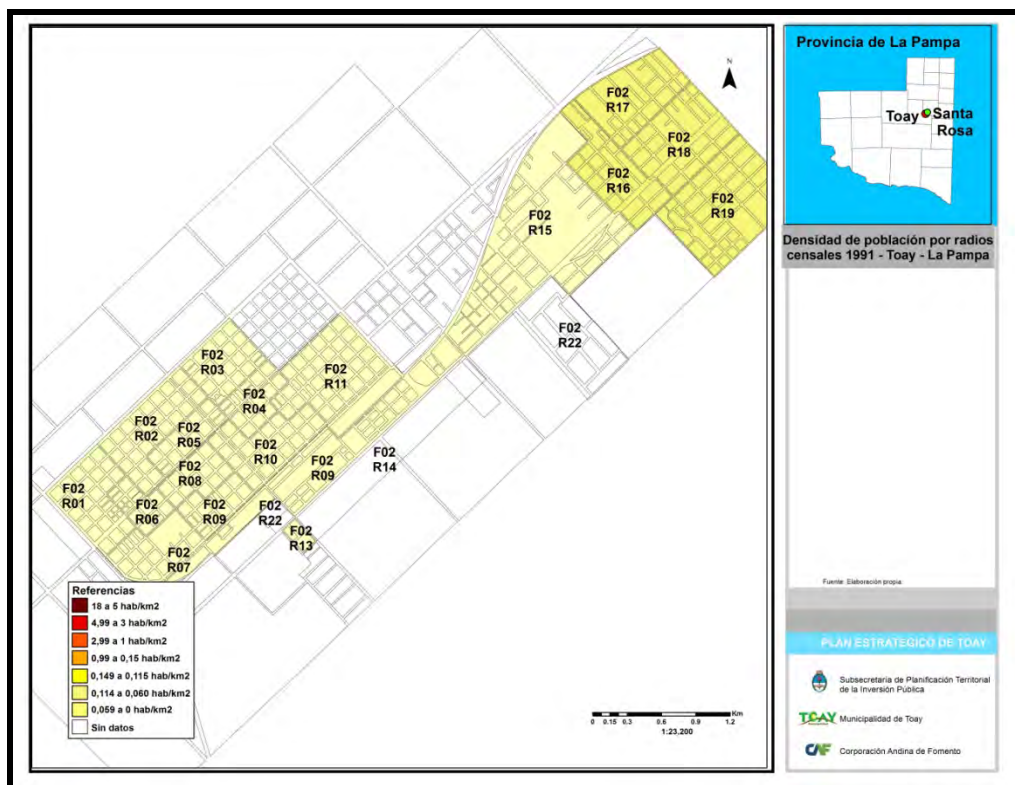 N
F02
R17
F02
R18
F02
R16
F02
R19
F02
R15
F02
R22
F02
R03
F02
R11
F02
R04
F02
R02
F02
R05
F02
R10
F02
R14
F02
R08
F02
R09
F02
R01
F02
R06
F02
R09
F02
R22
F02
R13
F02
R07
Referencias
18 a 5 hab/km2
4,99 a 3 hab/km2
2,99 a 1 hab/km2
0,99 a 0,15 hab/km2
0,149 a 0,115 hab/km2
0,114 a 0,060 hab/km2
0,059 a 0 hab/km2
Sin datos
Km
0 0.15 0.3 0.6 0.9 1.2
1:23,200
Provincia de La Pampa
Toay
Santa
Rosa
Densidad de población por radios
censales 1991 - Toay - La Pampa
Fuente: Elaboración propia.
PLAN ESTRATEGICO DE TOAY
Subsecretaría de Planificación Territorial
de la Inversión Pública
TOAY
Municipalidad de Toay
CAF
Corporación Andina de Fomento